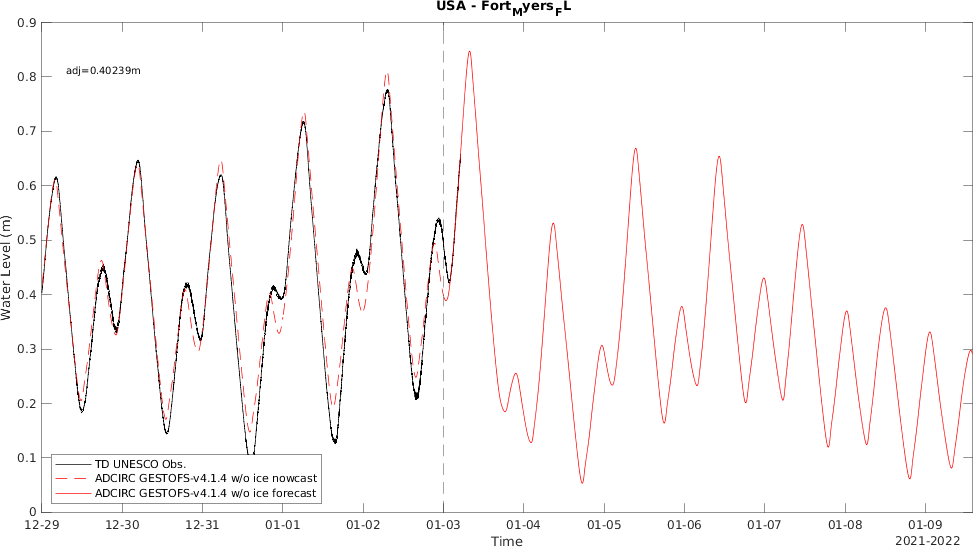 USA - Fort_Myers_FL
0.9
0.8
adj=0.40239m
0.7
0.6
0.5
0.4
0.3
0.2
0.1
0
Water Level (m)
TD UNESCO Obs.
ADCIRC GESTOFS-v4.1.4 w/o ice nowcast
ADCIRC GESTOFS-v4.1.4 w/o ice forecast
12-29 12-30 12-31 01-01 01-02 01-03 01-04 01-05 01-06 01-07 01-08 01-09
Time
2021-2022